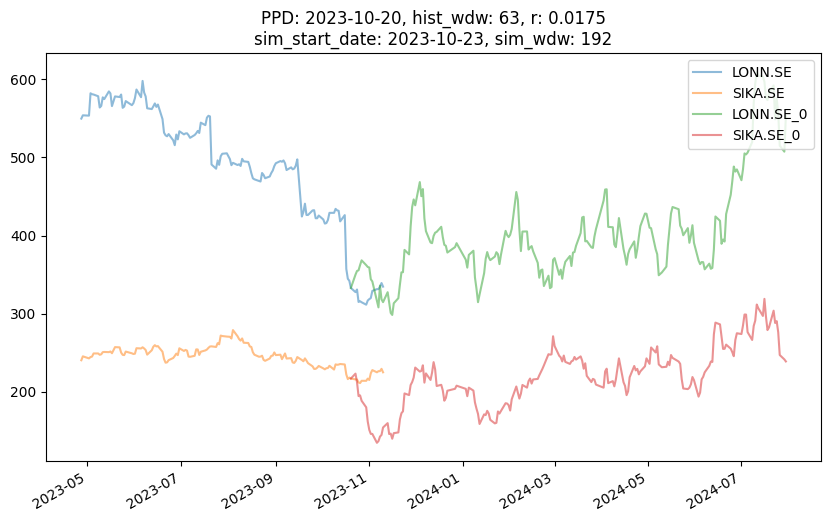 PPD: 2023-10-20, hist_wdw: 63, r: 0.0175
sim_start_date: 2023-10-23, sim_wdw: 192
LONN.SE
SIKA.SE
LONN.SE_0
SIKA.SE_0
600
500
400
300
200
2023-05
2023-07
2023-09
2023-11
2024-01
2024-03
2024-05
2024-07